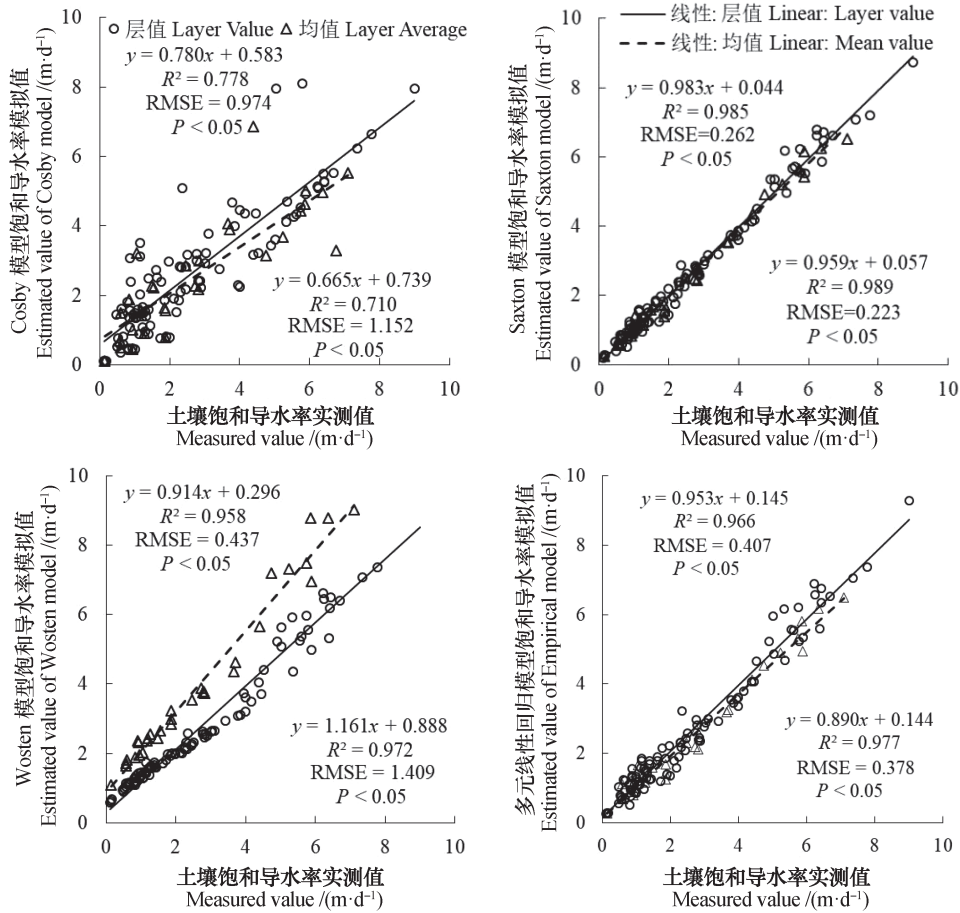 ○ 层值 Layer Value △ 均值 Layer Average
y = 0.780x + 0.583
R² = 0.778
RMSE = 0.974
P < 0.05
y = 0.665x + 0.739
R² = 0.710
RMSE = 1.152
P < 0.05
10
8
6
4
2
0
0 2 4 6 8 10
Cosby 模型饱和导水率模拟值
Estimated value of Cosby model /(m·d⁻¹)
土壤饱和导水率实测值
Measured value /(m·d⁻¹)
线性: 层值 Linear: Layer value
线性: 均值 Linear: Mean value
y = 0.983x + 0.044
R² = 0.985
RMSE=0.262
P < 0.05
y = 0.959x + 0.057
R² = 0.989
RMSE=0.223
P < 0.05
10
8
6
4
2
0
0 2 4 6 8 10
Saxton 模型饱和导水率模拟值
Estimated value of Saxton model /(m·d⁻¹)
土壤饱和导水率实测值
Measured value /(m·d⁻¹)
y = 0.914x + 0.296
R² = 0.958
RMSE = 0.437
P < 0.05
y = 1.161x + 0.888
R² = 0.972
RMSE = 1.409
P < 0.05
10
8
6
4
2
0
0 2 4 6 8 10
Wosten 模型饱和导水率模拟值
Estimated value of Wosten model /(m·d⁻¹)
土壤饱和导水率实测值
Measured value /(m·d⁻¹)
y = 0.953x + 0.145
R² = 0.966
RMSE = 0.407
P < 0.05
y = 0.890x + 0.144
R² = 0.977
RMSE = 0.378
P < 0.05
10
8
6
4
2
0
0 2 4 6 8 10
多元线性回归模型饱和导水率模拟值
Estimated value of Empirical model /(m·d⁻¹)
土壤饱和导水率实测值
Measured value /(m·d⁻¹)